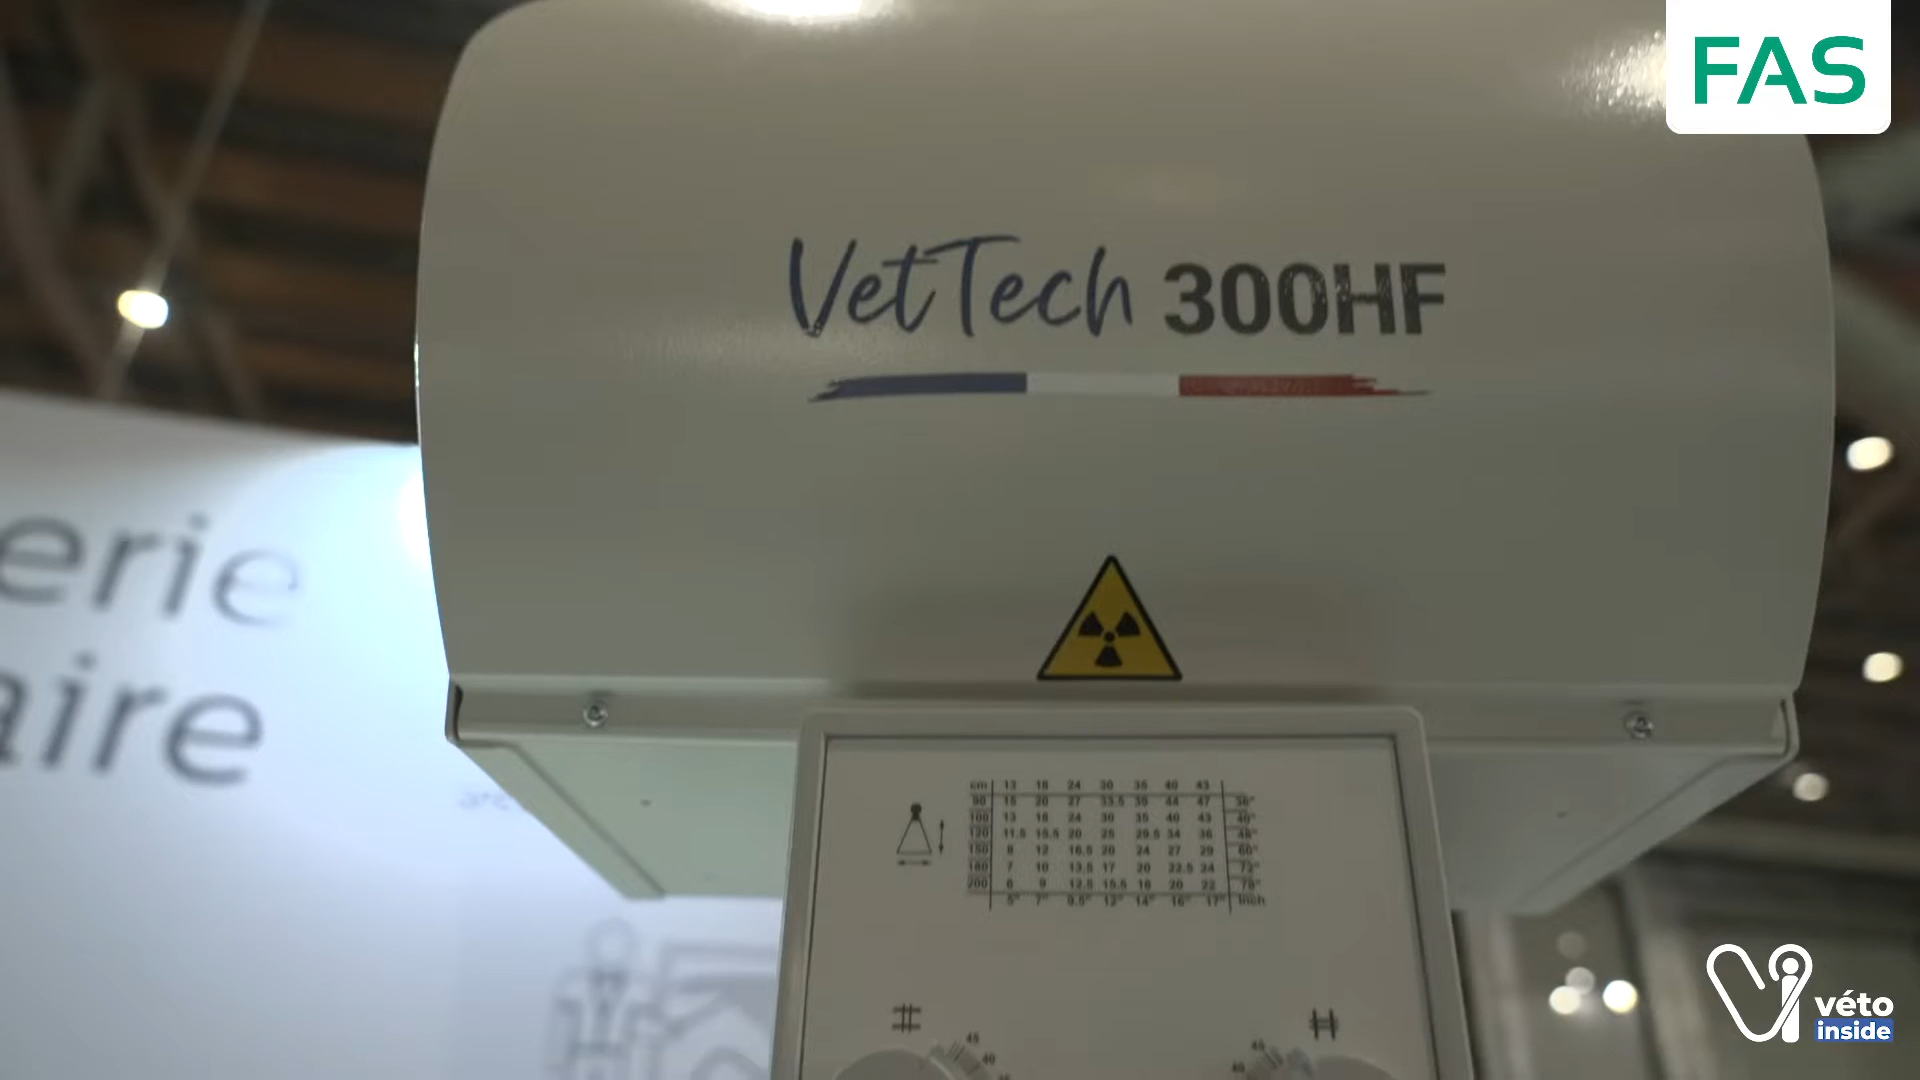 FAS
VetTech 300HF
erie
aire
cm 13 18 24 30 35 40 43
90 15 20 27 33.5 39 44 47 36"
100 13 18 24 30 35 40 43 40"
120 11.5 15.5 20 25 29.5 34 36 48"
150 8 12 16.5 20 24 27 29 60"
180 7 10 13.5 17 20 22.5 24 72"
200 6 9 12.5 15.5 18 20 22 78"
5" 7" 9.5" 12" 14" 16" 17" Inch
45
40
45
40
véto
inside